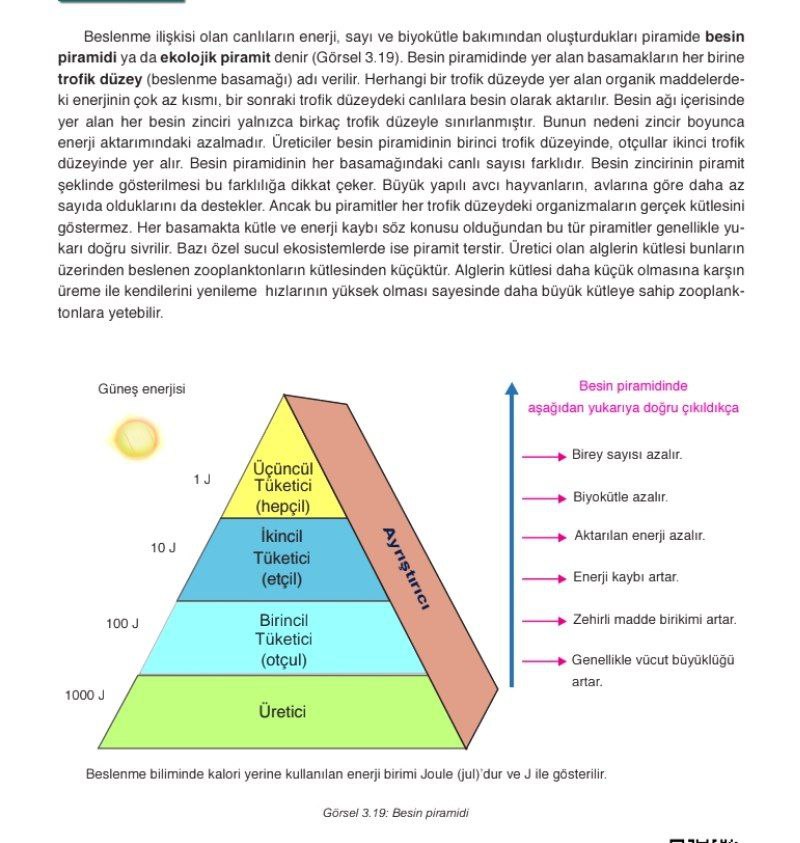 Beslenme ilişkisi olan canlıların enerji, sayı ve biyokütle bakımından oluşturdukları piramide besin
piramidi ya da ekolojik piramit denir (Görsel 3.19). Besin piramidinde yer alan basamakların her birine
trofik düzey (beslenme basamağı) adı verilir. Herhangi bir trofik düzeyde yer alan organik maddelerde-
ki enerjinin çok az kısmı, bir sonraki trofik düzeydeki canlılara besin olarak aktarılır. Besin ağı içerisinde
yer alan her besin zinciri yalnızca birkaç trofik düzeyle sınırlanmıştır. Bunun nedeni zincir boyunca
enerji aktarımındaki azalmadır. Üreticiler besin piramidinin birinci trofik düzeyinde, otçullar ikinci trofik
düzeyinde yer alır. Besin piramidinin her basamağındaki canlı sayısı farklıdır. Besin zincirinin piramit
şeklinde gösterilmesi bu farklılığa dikkat çeker. Büyük yapılı avcı hayvanların, avlarına göre daha az
sayıda olduklarını da destekler. Ancak bu piramitler her trofik düzeydeki organizmaların gerçek kütlesini
göstermez. Her basamakta kütle ve enerji kaybı söz konusu olduğundan bu tür piramitler genellikle yu-
karı doğru sivrilir. Bazı özel sucul ekosistemlerde ise piramit terstir. Üretici olan alglerin kütlesi bunların
üzerinden beslenen zooplanktonların kütlesinden küçüktür. Alglerin kütlesi daha küçük olmasına karşın
üreme ile kendilerini yenileme hızlarının yüksek olması sayesinde daha büyük kütleye sahip zooplank-
tonlara yetebilir.
Güneş enerjisi
1 J
10 J
100 J
1000 J
Üçüncül
Tüketici
(hepçil)
İkincil
Tüketici
(etçil)
Birincil
Tüketici
(otçul)
Üretici
Ayrıştırıcı
Besin piramidinde
aşağıdan yukarıya doğru çıkıldıkça
Birey sayısı azalır.
Biyokütle azalır.
Aktarılan enerji azalır.
Enerji kaybı artar.
Zehirli madde birikimi artar.
Genellikle vücut büyüklüğü
artar.
Beslenme biliminde kalori yerine kullanılan enerji birimi Joule (jul)'dur ve J ile gösterilir.
Görsel 3.19: Besin piramidi